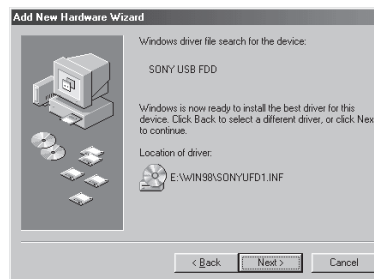 Add New Hardware Wizard
Windows driver file search for the device:
SONY USB FDD
Windows is now ready to install the best driver for this
device. Click Back to select a different driver, or click Nex
to continue.
Location of driver:
E:\WIN98\SONYUFD1.INF
< Back
Next >
Cancel